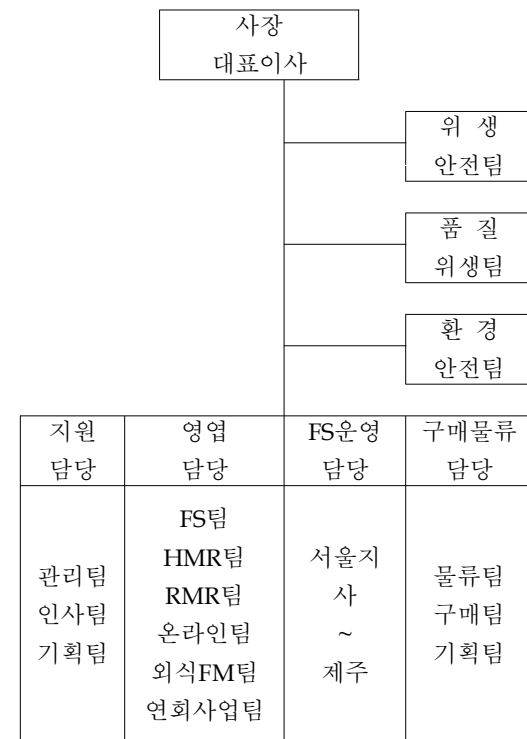 사장
대표이사
위 생
안전팀
품 질
위생팀
환 경
안전팀
지원
담당
영엽
담당
FS운영
담당
구매물류
담당
관리팀
인사팀
기획팀
FS팀
HMR팀
RMR팀
온라인팀
외식FM팀
연회사업팀
서울지
사
~
제주
물류팀
구매팀
기획팀